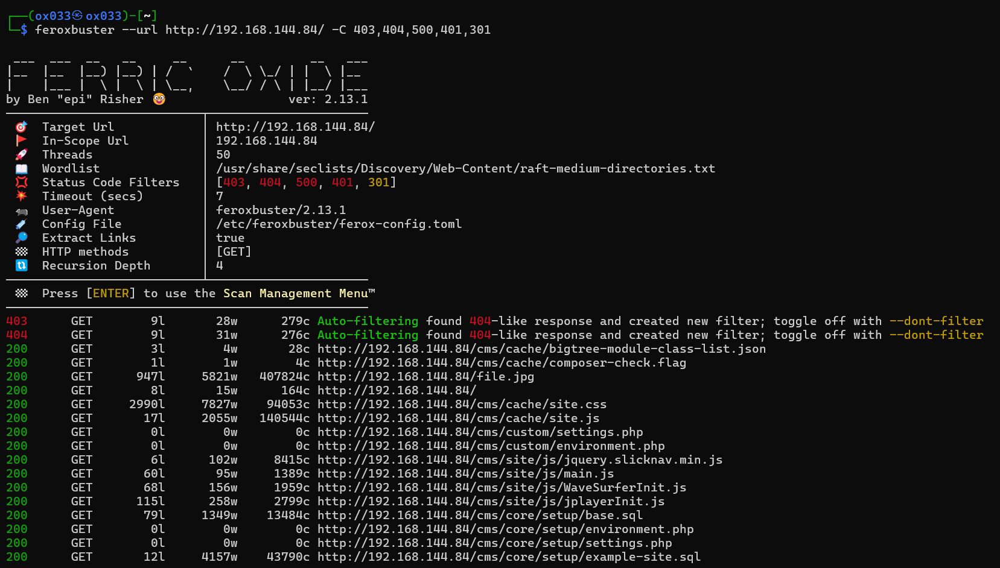 ┌──(ox033㉿ox033)-[~]
└─$ feroxbuster --url http://192.168.144.84/ -C 403,404,500,401,301
 ___  ___  __   __     __      __         __   ___
|__  |__  |__) |__) | /  `    /  \ \_/ | |  \ |__
|    |___ |  \ |  \ | \__,    \__/ / \ | |__/ |___
by Ben "epi" Risher 🤓                 ver: 2.13.1
🎯  Target Url            │ http://192.168.144.84/
🚩  In-Scope Url          │ 192.168.144.84
🚀  Threads               │ 50
📖  Wordlist              │ /usr/share/seclists/Discovery/Web-Content/raft-medium-directories.txt
💢  Status Code Filters   │ [403, 404, 500, 401, 301]
💥  Timeout (secs)        │ 7
🦡  User-Agent            │ feroxbuster/2.13.1
💉  Config File           │ /etc/feroxbuster/ferox-config.toml
🔎  Extract Links         │ true
🏁  HTTP methods          │ [GET]
🔃  Recursion Depth       │ 4
🏁  Press [ENTER] to use the Scan Management Menu™
403      GET        9l       28w      279c Auto-filtering found 404-like response and created new filter; toggle off with --dont-filter
404      GET        9l       31w      276c Auto-filtering found 404-like response and created new filter; toggle off with --dont-filter
200      GET        3l        4w       28c http://192.168.144.84/cms/cache/bigtree-module-class-list.json
200      GET        1l        1w        4c http://192.168.144.84/cms/cache/composer-check.flag
200      GET      947l     5821w   407824c http://192.168.144.84/file.jpg
200      GET        8l       15w      164c http://192.168.144.84/
200      GET     2990l     7827w    94053c http://192.168.144.84/cms/cache/site.css
200      GET       17l     2055w   140544c http://192.168.144.84/cms/cache/site.js
200      GET        0l        0w        0c http://192.168.144.84/cms/custom/settings.php
200      GET        0l        0w        0c http://192.168.144.84/cms/custom/environment.php
200      GET        6l      102w     8415c http://192.168.144.84/cms/site/js/jquery.slicknav.min.js
200      GET       60l       95w     1389c http://192.168.144.84/cms/site/js/main.js
200      GET       68l      156w     1959c http://192.168.144.84/cms/site/js/WaveSurferInit.js
200      GET      115l      258w     2799c http://192.168.144.84/cms/site/js/jplayerInit.js
200      GET       79l     1349w    13484c http://192.168.144.84/cms/core/setup/base.sql
200      GET        0l        0w        0c http://192.168.144.84/cms/core/setup/environment.php
200      GET        0l        0w        0c http://192.168.144.84/cms/core/setup/settings.php
200      GET       12l     4157w    43790c http://192.168.144.84/cms/core/setup/example-site.sql